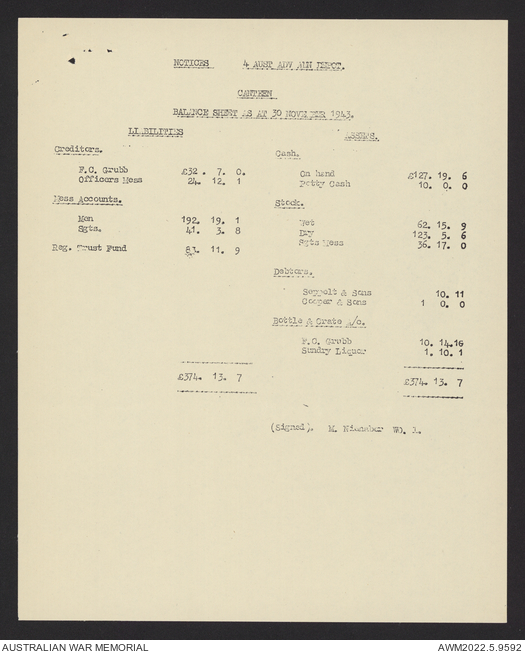 NOTICES 4 AUST ADV ALN DEPOT.
CANTEEN
BALANCE SHEET AS AT 30 NOVEMBER 1943.
LIABILITIES
Creditors.
F.C. Grubb £32. 7. 0.
Officers Mess 24. 12. 1
Mess Accounts.
Men 192. 19. 1
Sgts. 41. 3. 8
Reg. Trust Fund 83. 11. 9
£374. 13. 7
ASSETS.
Cash.
On hand £127. 19. 6
Petty Cash 10. 0. 0
Stock.
Wet 62. 15. 9
Dry 123. 5. 6
Sgts Mess 36. 17. 0
Debtors.
Seppelt & Sons 10. 11
Cooper & Sons 1 0. 0
Bottle & Crate A/c.
F.C. Grubb 10. 14.
Sundry Liquor 1. 10. 1
£374. 13. 7
(Signed). M. WO.
AUSTRALIAN WAR MEMORIAL
AWM2022.5.9592